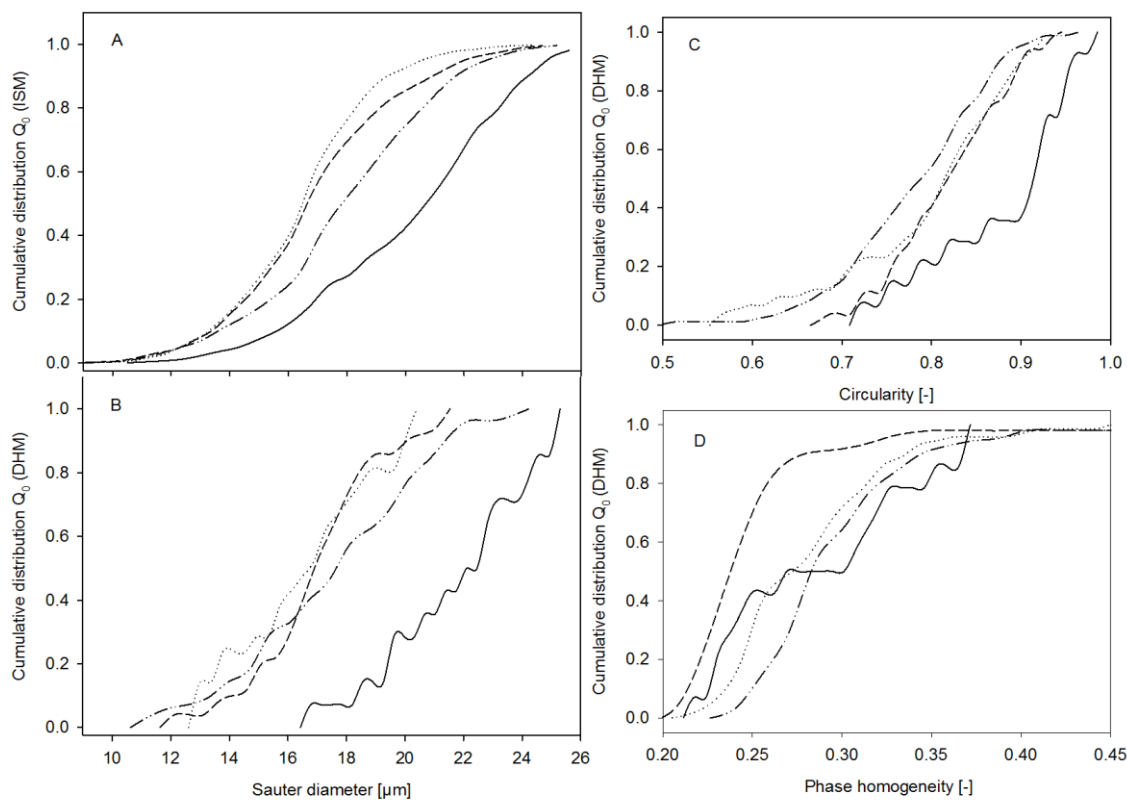 A
Cumulative distribution Q0 (ISM)
1.0
0.8
0.6
0.4
0.2
0.0
B
Cumulative distribution Q0 (DHM)
1.0
0.8
0.6
0.4
0.2
0.0
10 12 14 16 18 20 22 24 26
Sauter diameter [µm]
C
Cumulative distribution Q0 (DHM)
1.0
0.8
0.6
0.4
0.2
0.0
0.5 0.6 0.7 0.8 0.9 1.0
Circularity [-]
D
Cumulative distribution Q0 (DHM)
1.0
0.8
0.6
0.4
0.2
0.0
0.20 0.25 0.30 0.35 0.40 0.45
Phase homogeneity [-]